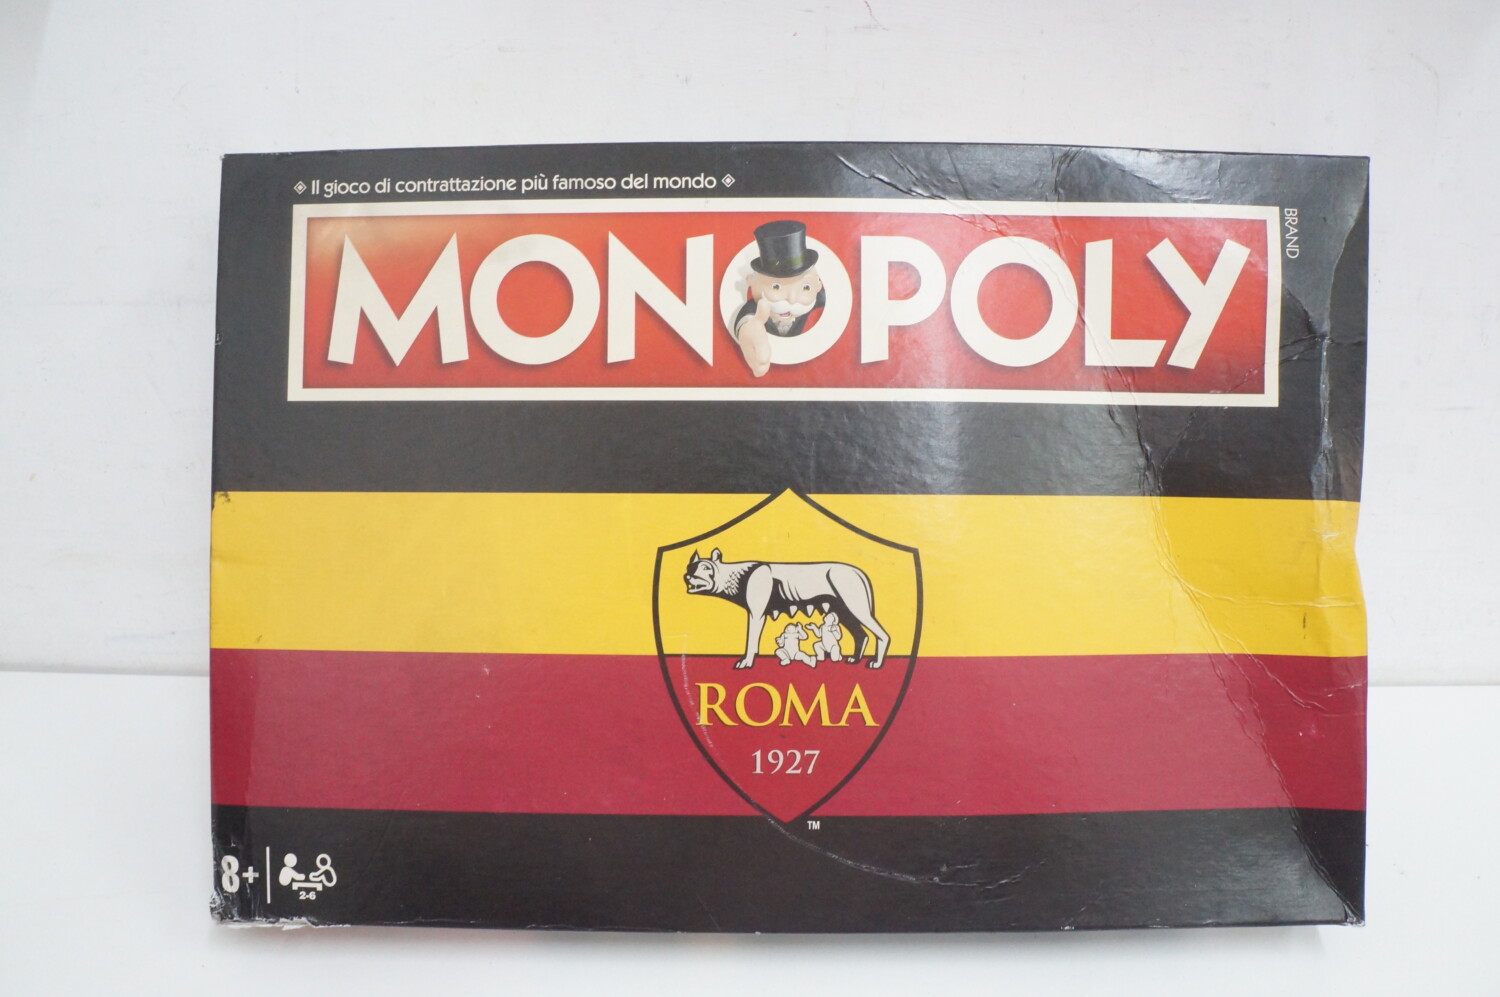 Il gioco di contrattazione più famoso del mondo
MONOPOLY
BRAND
ROMA
1927
TM
8+
2-6